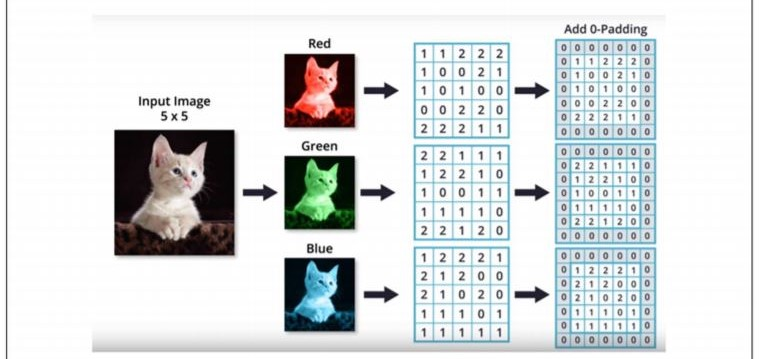 Input Image
5 x 5
Red
1 1 2 2 2
1 0 0 2 1
1 0 1 0 0
0 0 2 2 0
2 2 2 1 1
Add 0-Padding
0 0 0 0 0 0 0
0 1 1 2 2 2 0
0 1 0 0 2 1 0
0 1 0 1 0 0 0
0 0 0 2 2 0 0
0 2 2 2 1 1 0
0 0 0 0 0 0 0
Green
2 2 1 1 1
1 2 2 1 0
1 0 0 1 1
1 1 1 1 0
2 2 1 2 0
0 0 0 0 0 0 0
0 2 2 1 1 1 0
0 1 2 2 1 0 0
0 1 0 0 1 1 0
0 1 1 1 1 0 0
0 2 2 1 2 0 0
0 0 0 0 0 0 0
Blue
1 2 2 2 1
2 1 2 0 0
2 1 0 2 0
1 1 1 0 1
1 1 1 1 1
0 0 0 0 0 0 0
0 1 2 2 2 1 0
0 2 1 2 0 0 0
0 2 1 0 2 0 0
0 1 1 1 0 1 0
0 1 1 1 1 1 0
0 0 0 0 0 0 0